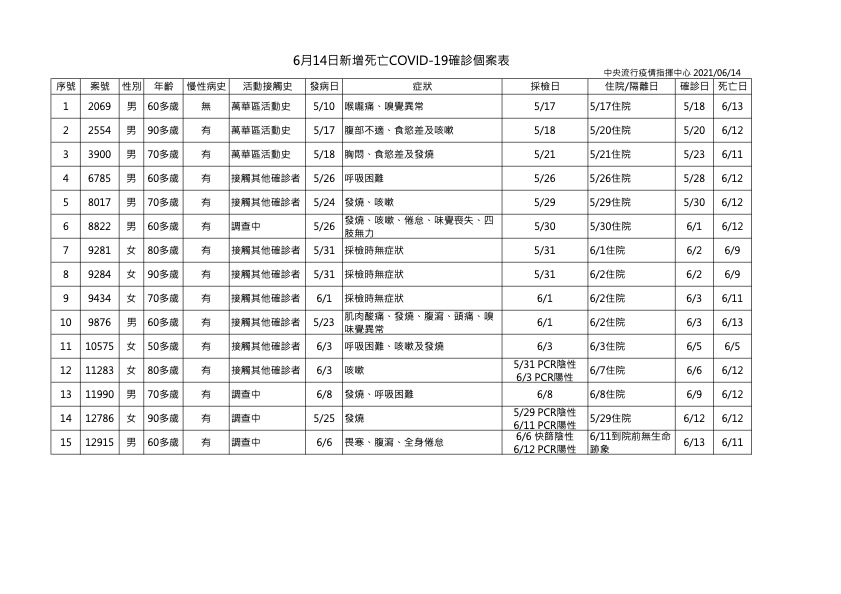 6月14日新增死亡COVID-19確診個案表
中央流行疫情指揮中心 2021/06/14
序號 案號 性別 年齡 慢性病史 活動接觸史 發病日 症狀 採檢日 住院/隔離日 確診日 死亡日
1 2069 男 60多歲 無 萬華區活動史 5/10 喉嚨痛、嗅覺異常 5/17 5/17住院 5/18 6/13
2 2554 男 90多歲 有 萬華區活動史 5/17 腹部不適、食慾差及咳嗽 5/18 5/20住院 5/20 6/12
3 3900 男 70多歲 有 萬華區活動史 5/18 胸悶、食慾差及發燒 5/21 5/21住院 5/23 6/11
4 6785 男 60多歲 有 接觸其他確診者 5/26 呼吸困難 5/26 5/26住院 5/28 6/12
5 8017 男 70多歲 有 接觸其他確診者 5/24 發燒、咳嗽 5/29 5/29住院 5/30 6/12
6 8822 男 60多歲 有 調查中 5/26 發燒、咳嗽、倦怠、味覺喪失、四
肢無力 5/30 5/30住院 6/1 6/12
7 9281 女 80多歲 有 接觸其他確診者 5/31 採檢時無症狀 5/31 6/1住院 6/2 6/9
8 9284 女 90多歲 有 接觸其他確診者 5/31 採檢時無症狀 5/31 6/2住院 6/2 6/9
9 9434 女 70多歲 有 接觸其他確診者 6/1 採檢時無症狀 6/1 6/2住院 6/3 6/11
10 9876 男 60多歲 有 接觸其他確診者 5/23 肌肉酸痛、發燒、腹瀉、頭痛、嗅
味覺異常 6/1 6/2住院 6/3 6/13
11 10575 女 50多歲 有 接觸其他確診者 6/3 呼吸困難、咳嗽及發燒 6/3 6/3住院 6/5 6/5
12 11283 女 80多歲 有 接觸其他確診者 6/3 咳嗽 5/31 PCR陰性
6/3 PCR陽性 6/7住院 6/6 6/12
13 11990 男 70多歲 有 調查中 6/8 發燒、呼吸困難 6/8 6/8住院 6/9 6/12
14 12786 女 90多歲 有 調查中 5/25 發燒 5/29 PCR陰性
6/11 PCR陽性 5/29住院 6/12 6/12
15 12915 男 60多歲 有 調查中 6/6 畏寒、腹瀉、全身倦怠 6/6 快篩陰性
6/12 PCR陽性 6/11到院前無生命
跡象 6/13 6/11